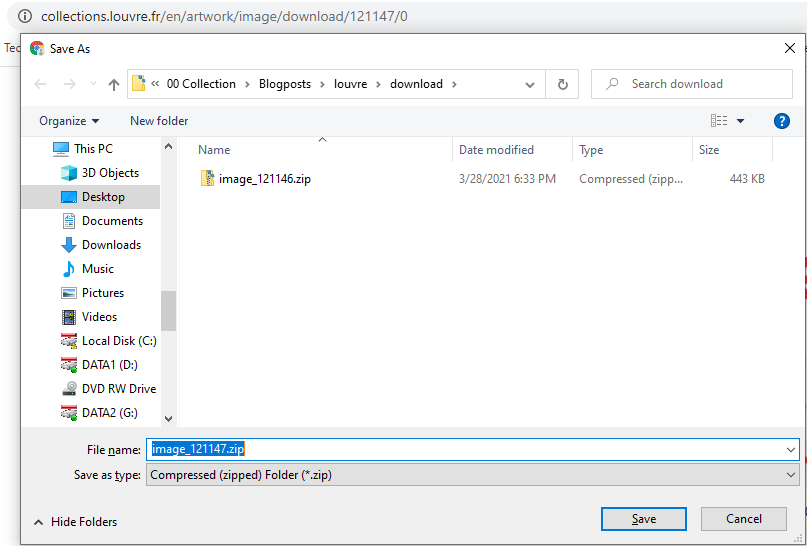 collections.louvre.fr/en/artwork/image/download/121147/0
Tec
Save As
« 00 Collection › Blogposts › louvre › download ›
Search download
Organize
New folder
This PC
3D Objects
Desktop
Documents
Downloads
Music
Pictures
Videos
Local Disk (C:)
DATA1 (D:)
DVD RW Drive
DATA2 (G:)
Name Date modified Type Size
image_121146.zip 3/28/2021 6:33 PM Compressed (zipp... 443 KB
File name: image_121147.zip
Save as type: Compressed (zipped) Folder (*.zip)
Hide Folders
Save
Cancel